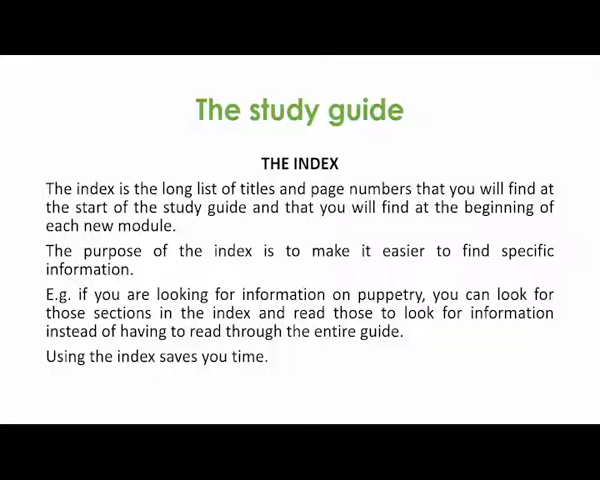 The study guide
THE INDEX
The index is the long list of titles and page numbers that you will find at
the start of the study guide and that you will find at the beginning of
each new module.
The purpose of the index is to make it easier to find specific
information.
E.g. if you are looking for information on puppetry, you can look for
those sections in the index and read those to look for information
instead of having to read through the entire guide.
Using the index saves you time.